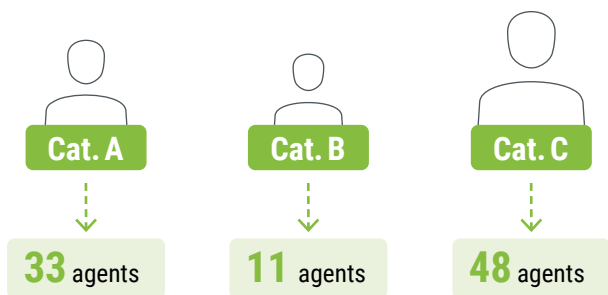 Cat. A
33 agents
Cat. B
11 agents
Cat. C
48 agents